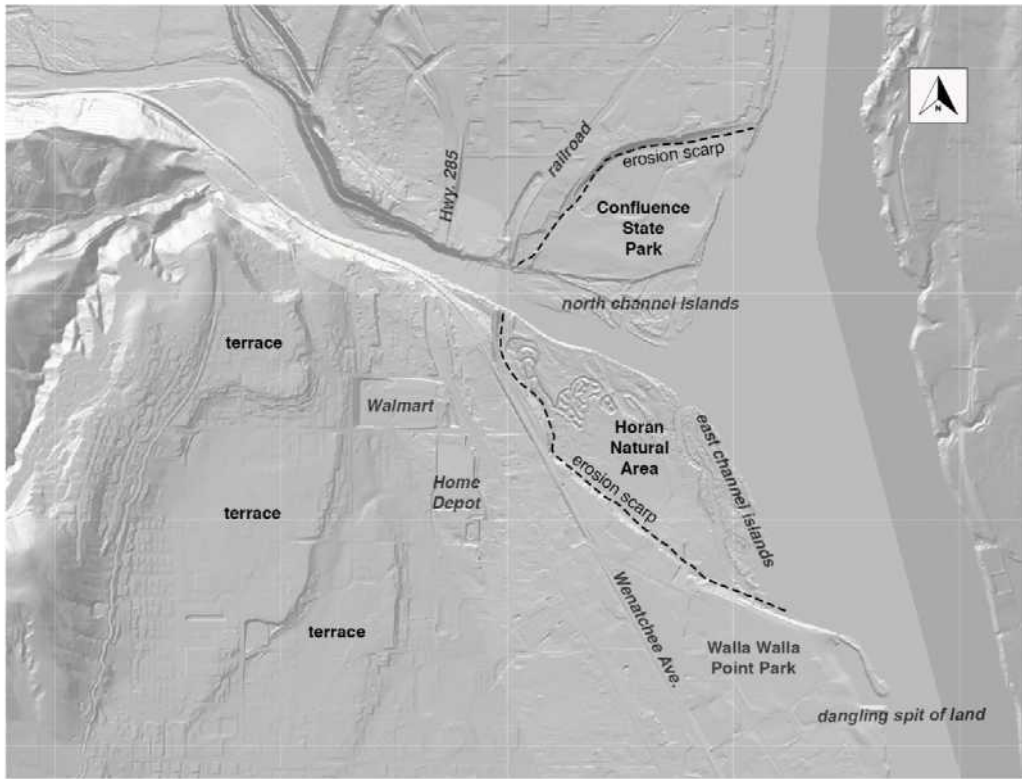 N
railroad
erosion scarp
Hwy. 285
Confluence
State
Park
north channel islands
terrace
Walmart
Horan
Natural
Area
east channel islands
erosion scarp
Home
Depot
terrace
Wenatchee Ave.
terrace
Walla Walla
Point Park
dangling spit of land